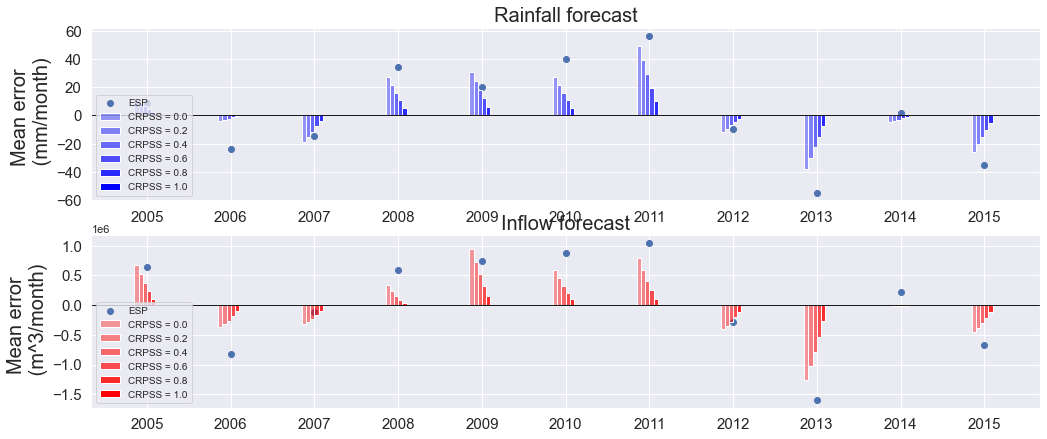 Rainfall forecast
Mean error
(mm/month)
60
40
20
0
−20
−40
−60
ESP
CRPSS = 0.0
CRPSS = 0.2
CRPSS = 0.4
CRPSS = 0.6
CRPSS = 0.8
CRPSS = 1.0
2005 2006 2007 2008 2009 2010 2011 2012 2013 2014 2015
Inflow forecast
1e6
Mean error
(m^3/month)
1.0
0.5
0.0
−0.5
−1.0
−1.5
ESP
CRPSS = 0.0
CRPSS = 0.2
CRPSS = 0.4
CRPSS = 0.6
CRPSS = 0.8
CRPSS = 1.0
2005 2006 2007 2008 2009 2010 2011 2012 2013 2014 2015